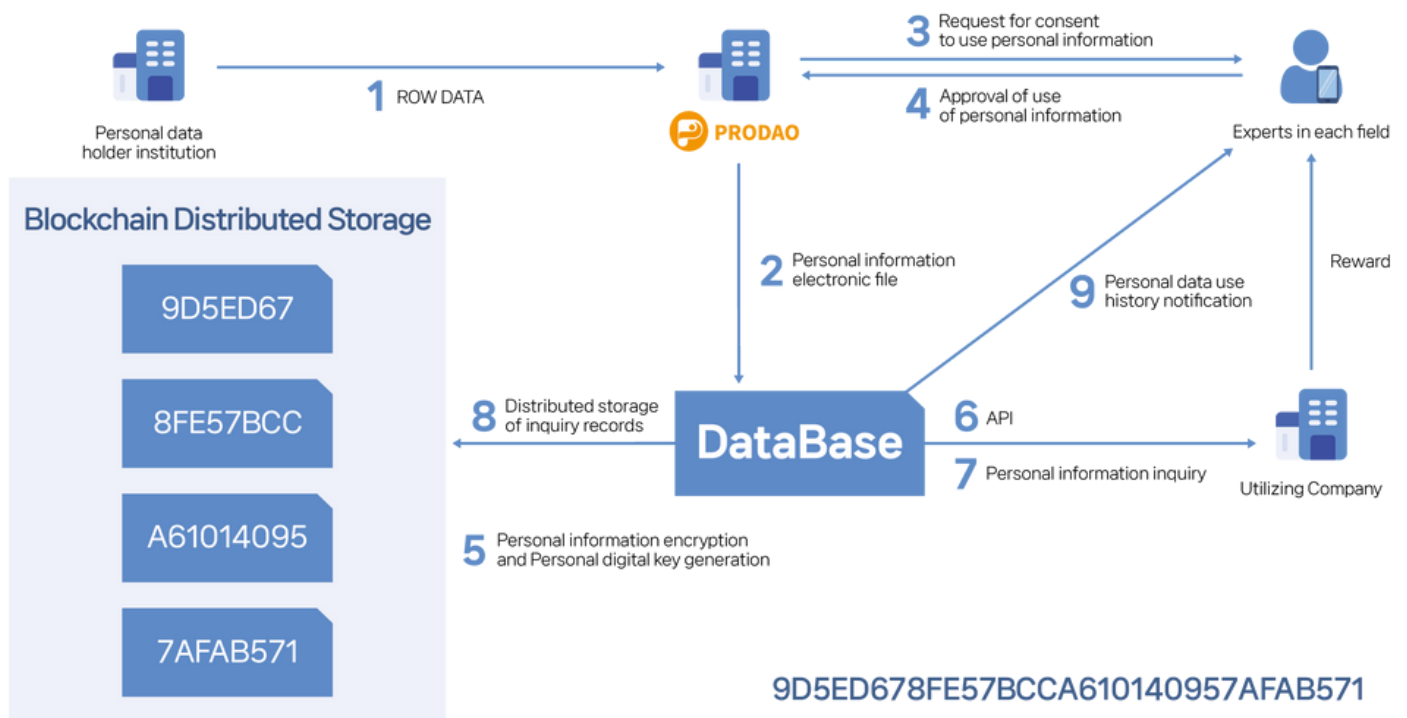 Personal data
holder institution
1 ROW DATA
PRODAO
3 Request for consent
to use personal information
4 Approval of use
of personal information
Experts in each field
2 Personal information
electronic file
9 Personal data use
history notification
Reward
Blockchain Distributed Storage
9D5ED67
8FE57BCC
A61014095
7AFAB571
8 Distributed storage
of inquiry records
DataBase
6 API
7 Personal information inquiry
Utilizing Company
5 Personal information encryption
and Personal digital key generation
9D5ED678FE57BCCA610140957AFAB571